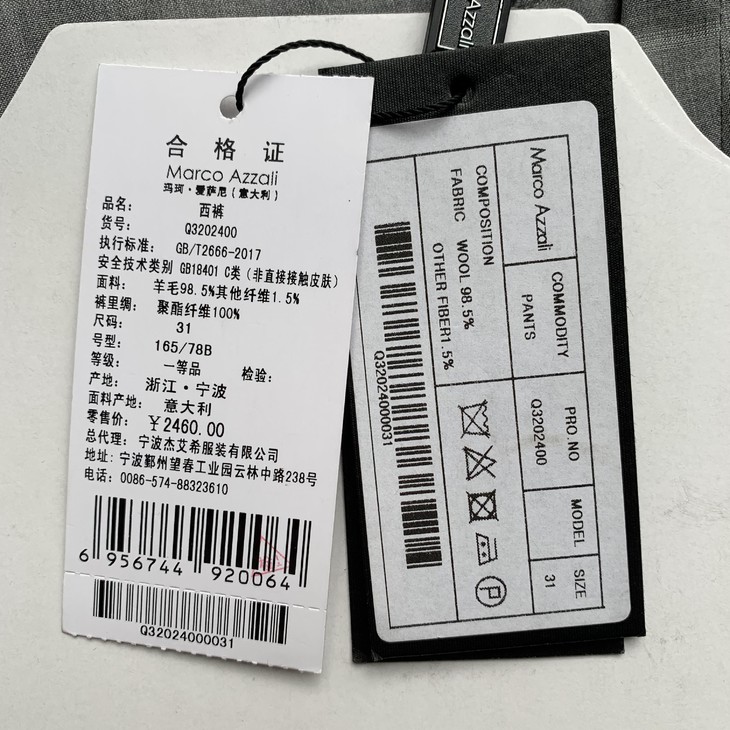 合格证
Marco Azzali
玛珂·爱萨尼(意大利)
品名: 西裤
货号: Q3202400
执行标准: GB/T2666-2017
安全技术类别 GB18401 C类(非直接接触皮肤)
面料: 羊毛98.5%其他纤维1.5%
裤里绸: 聚酯纤维100%
尺码: 31
号型: 165/78B
等级: 一等品 检验:
产地: 浙江·宁波
面料产地: 意大利
零售价: ￥2460.00
总代理: 宁波杰艾希服装有限公司
地址: 宁波鄞州望春工业园云林中路238号
电话: 0086-574-88323610
6 956744 920064
Q32024000031
Azzali
Marco Azzali
COMMODITY PRO.NO MODEL SIZE
PANTS Q3202400 31
COMPOSITION
FABRIC WOOL 98.5%
OTHER FIBER1.5%
P
Q32024000031